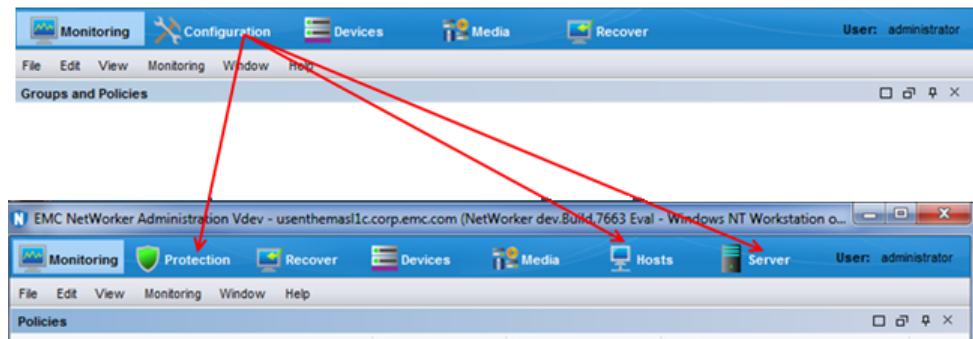 Monitoring Configuration Devices Media Recover User: administrator
File Edit View Monitoring Window Help
Groups and Policies
EMC NetWorker Administration Vdev - usenthemasl1c.corp.emc.com (NetWorker dev.Build.7663 Eval - Windows NT Workstation o...
Monitoring Protection Recover Devices Media Hosts Server User: administrator
File Edit View Monitoring Window Help
Policies